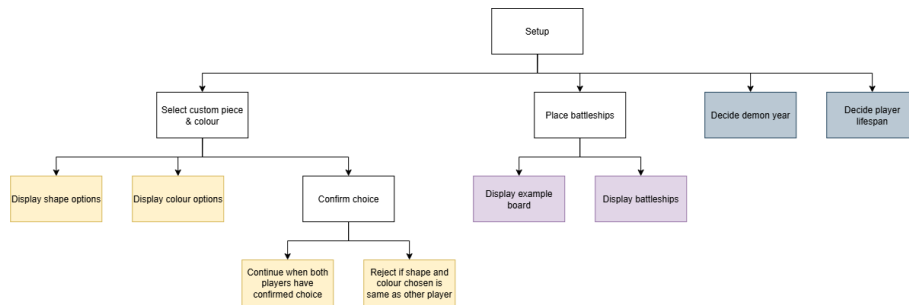 Setup
Select custom piece
& colour
Place battleships
Decide demon year
Decide player
lifespan
Display shape options
Display colour options
Confirm choice
Display example
board
Display battleships
Continue when both
players have
confirmed choice
Reject if shape and
colour chosen is
same as other player